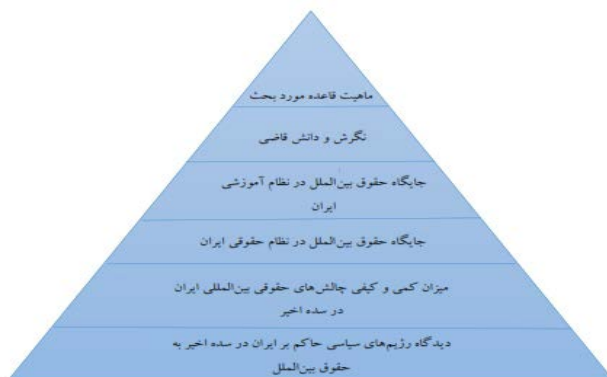 ماهیت قاعده مورد بحث
نگرش و دانش قاضی
جایگاه حقوق بین‌الملل در نظام آموزشی
ایران
جایگاه حقوق بین‌الملل در نظام حقوقی ایران
میزان کمی و کیفی چالش‌های حقوقی بین‌المللی ایران
در سده اخیر
دیدگاه رژیم‌های سیاسی حاکم بر ایران در سده اخیر به
حقوق بین‌الملل